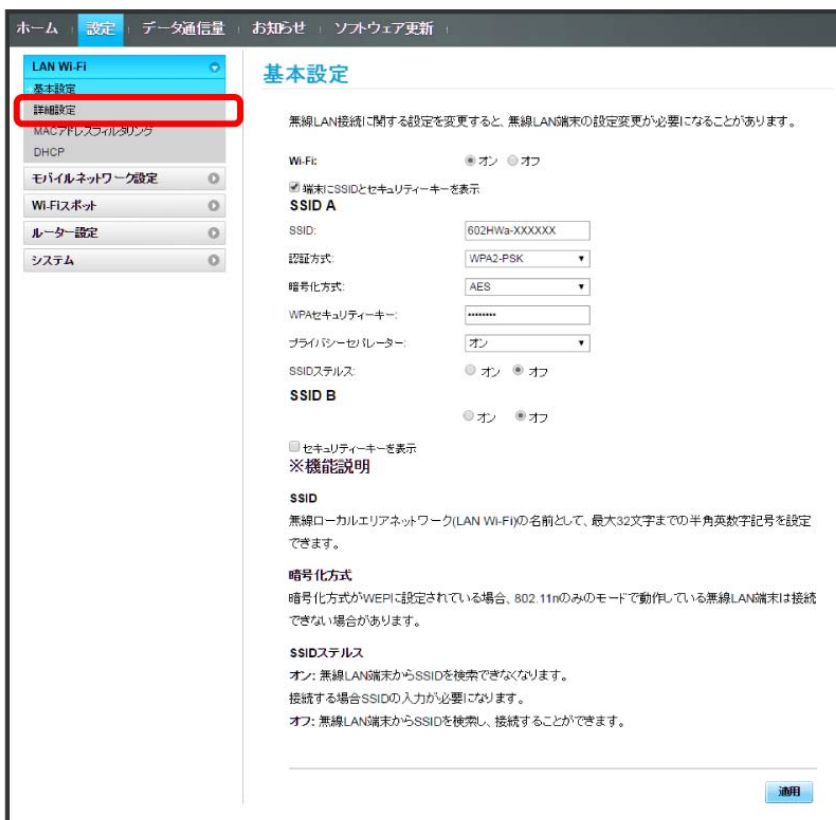 ホーム 設定 データ通信量 お知らせ ソフトウェア更新
LAN Wi-Fi
基本設定
詳細設定
MACアドレスフィルタリング
DHCP
モバイルネットワーク設定
Wi-Fiスポット
ルーター設定
システム
基本設定
無線LAN接続に関する設定を変更すると、無線LAN端末の設定変更が必要になることがあります。
Wi-Fi: オン オフ
端末にSSIDとセキュリティーキーを表示
SSID A
SSID: 602HWa-XXXXXX
認証方式: WPA2-PSK
暗号化方式: AES
WPAセキュリティーキー: ••••••••
プライバシーセパレーター: オン
SSIDステルス: オン オフ
SSID B
オン オフ
セキュリティーキーを表示
※機能説明
SSID
無線ローカルエリアネットワーク(LAN Wi-Fi)の名前として、最大32文字までの半角英数字記号を設定
できます。
暗号化方式
暗号化方式がWEPに設定されている場合、802.11nのみのモードで動作している無線LAN端末は接続
できない場合があります。
SSIDステルス
オン: 無線LAN端末からSSIDを検索できなくなります。
接続する場合SSIDの入力が必要になります。
オフ: 無線LAN端末からSSIDを検索し、接続することができます。
適用